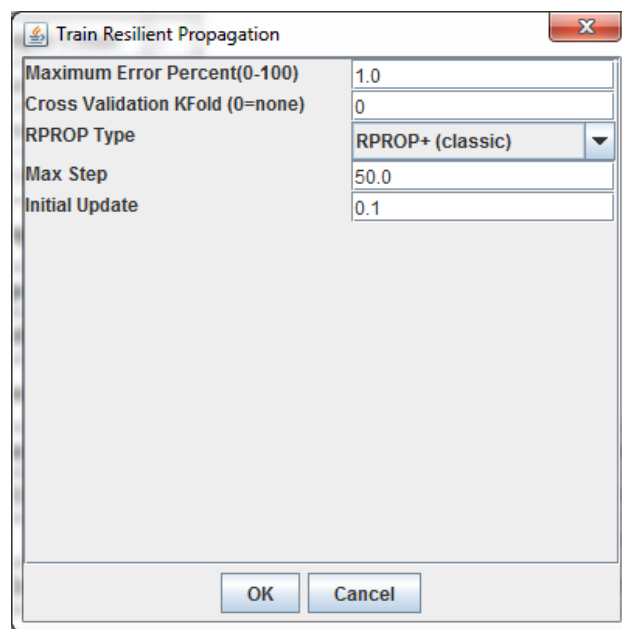 Train Resilient Propagation
Maximum Error Percent(0-100) 1.0
Cross Validation KFold (0=none) 0
RPROP Type RPROP+ (classic)
Max Step 50.0
Initial Update 0.1
OK Cancel